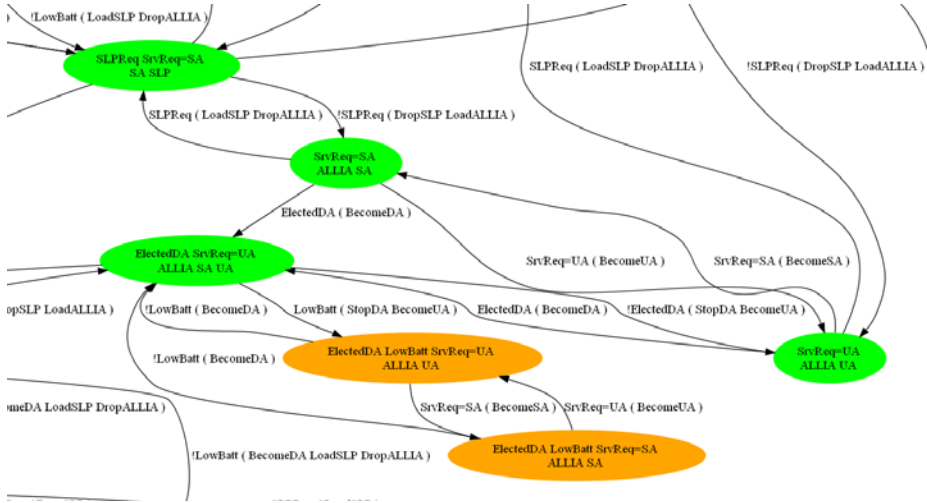 !LowBatt ( LoadSLP DropALLIA )
SLPReq SrvReq=SA
SA SLP
SLPReq ( LoadSLP DropALLIA )
!SLPReq ( DropSLP LoadALLIA )
SLPReq ( LoadSLP DropALLIA )
!SLPReq ( DropSLP LoadALLIA )
SrvReq=SA
ALLIA SA
ElectedDA ( BecomeDA )
ElectedDA SrvReq=UA
ALLIA SA UA
SrvReq=UA ( BecomeUA )
SrvReq=SA ( BecomeSA )
opSLP LoadALLIA )
!LowBatt ( BecomeDA )
LowBatt ( StopDA BecomeUA )
ElectedDA ( BecomeDA )
!ElectedDA ( StopDA BecomeUA )
!LowBatt ( BecomeDA )
ElectedDA LowBatt SrvReq=UA
ALLIA UA
SrvReq=UA
ALLIA UA
omeDA LoadSLP DropALLIA )
SrvReq=SA ( BecomeSA )
SrvReq=UA ( BecomeUA )
!LowBatt ( BecomeDA LoadSLP DropALLIA )
ElectedDA LowBatt SrvReq=SA
ALLIA SA